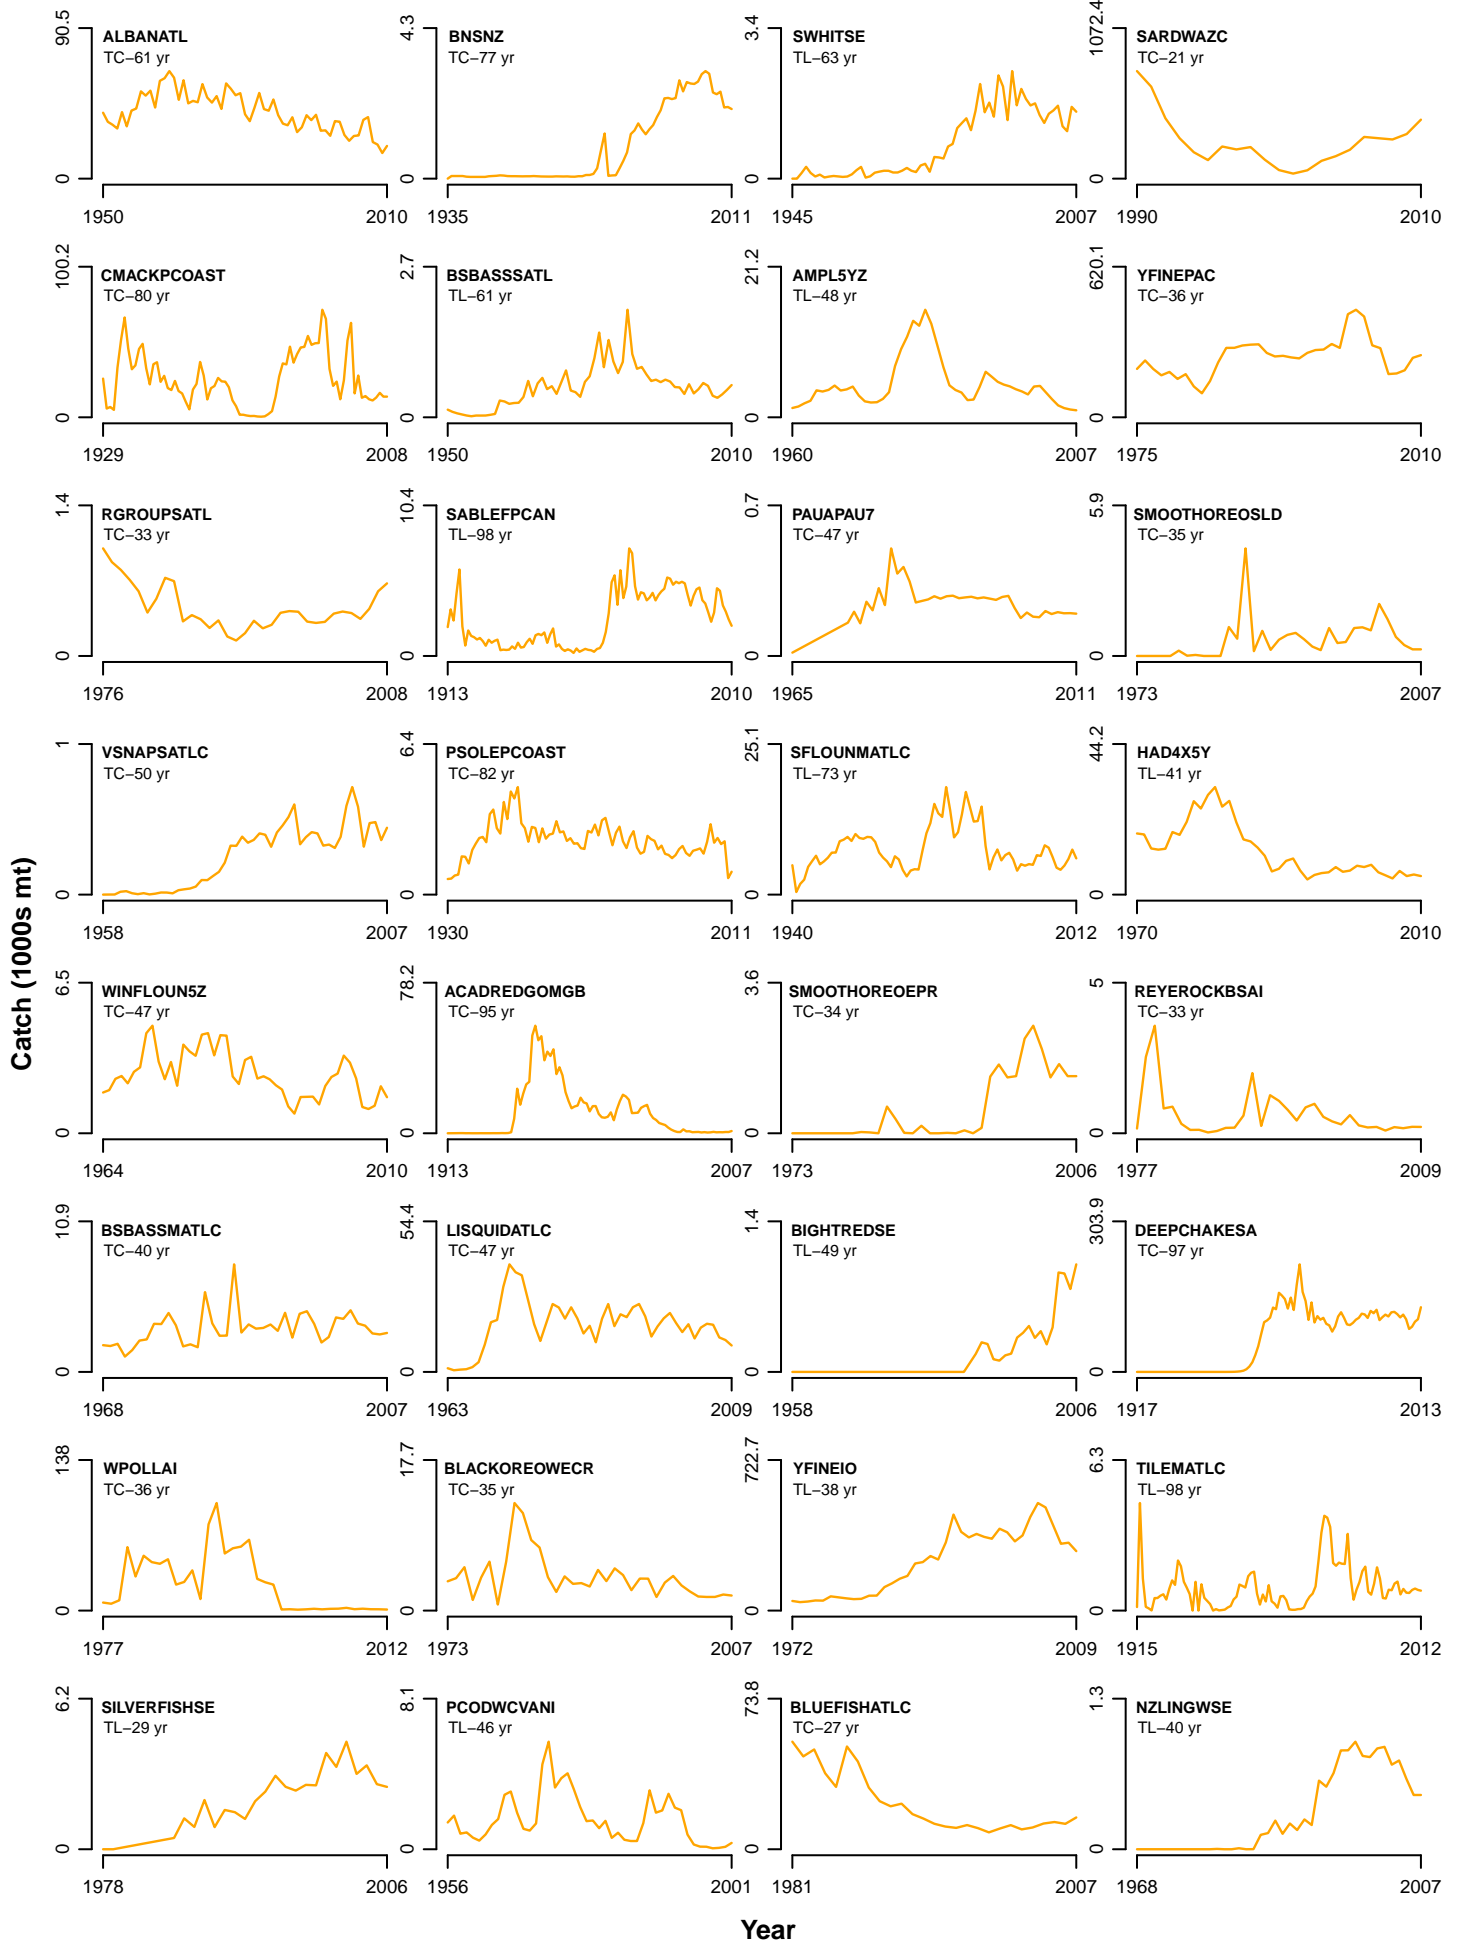 Catch (1000s mt)
ALBANATL
TC−61 yr
90.5
0
1950 2010
BNSNZ
TC−77 yr
4.3
0
1935 2011
SWHITSE
TL−63 yr
3.4
0
1945 2007
SARDWAZC
TC−21 yr
1072.4
0
1990 2010
CMACKPCOAST
TC−80 yr
100.2
0
1929 2008
BSBASSSATL
TL−61 yr
2.7
0
1950 2010
AMPL5YZ
TL−48 yr
21.2
0
1960 2007
YFINEPAC
TC−36 yr
620.1
0
1975 2010
RGROUPSATL
TC−33 yr
1.4
0
1976 2008
SABLEFPCAN
TL−98 yr
10.4
0
1913 2010
PAUAPAU7
TC−47 yr
0.7
0
1965 2011
SMOOTHOREOSLD
TC−35 yr
5.9
0
1973 2007
VSNAPSATLC
TC−50 yr
1
0
1958 2007
PSOLEPCOAST
TC−82 yr
6.4
0
1930 2011
SFLOUNMATLC
TL−73 yr
25.1
0
1940 2012
HAD4X5Y
TL−41 yr
44.2
0
1970 2010
WINFLOUN5Z
TC−47 yr
6.5
0
1964 2010
ACADREDGOMGB
TC−95 yr
78.2
0
1913 2007
SMOOTHOREOEPR
TC−34 yr
3.6
0
1973 2006
REYEROCKBSAI
TC−33 yr
5
0
1977 2009
BSBASSMATLC
TC−40 yr
10.9
0
1968 2007
LISQUIDATLC
TC−47 yr
54.4
0
1963 2009
BIGHTREDSE
TL−49 yr
1.4
0
1958 2006
DEEPCHAKESA
TC−97 yr
303.9
0
1917 2013
WPOLLAI
TC−36 yr
138
0
1977 2012
BLACKOREOWECR
TC−35 yr
17.7
0
1973 2007
YFINEIO
TL−38 yr
722.7
0
1972 2009
TILEMATLC
TL−98 yr
6.3
0
1915 2012
SILVERFISHSE
TL−29 yr
6.2
0
1978 2006
PCODWCVANI
TL−46 yr
8.1
0
1956 2001
BLUEFISHATLC
TC−27 yr
73.8
0
1981 2007
NZLINGWSE
TL−40 yr
1.3
0
1968 2007
Year